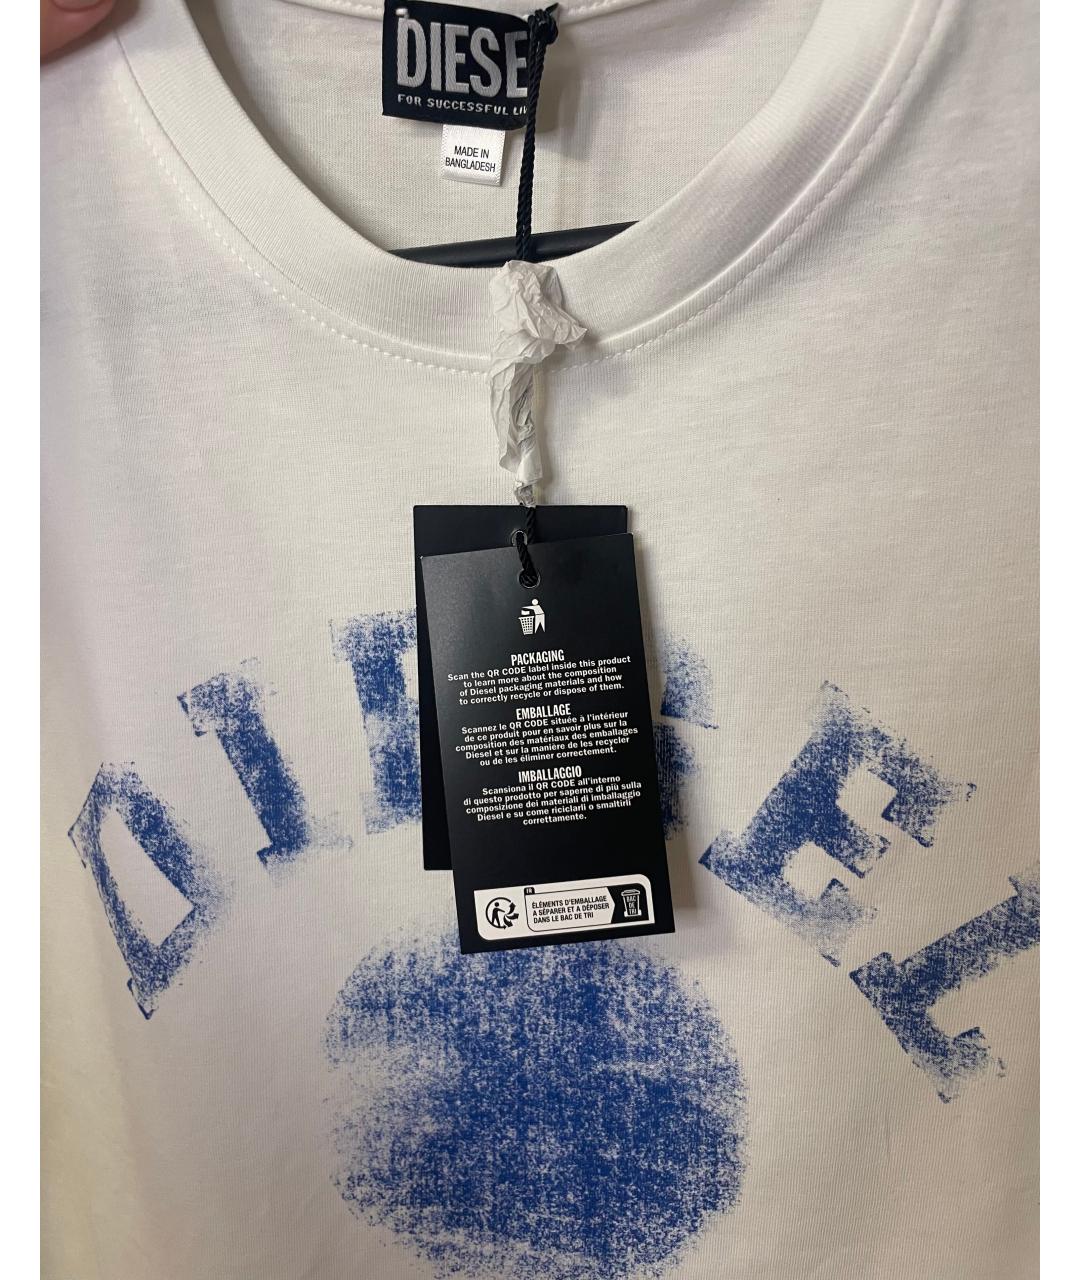 DIESE
FOR SUCCESSFUL LIV
MADE IN
BANGLADESH
DIESEL
PACKAGING
Scan the QR CODE label inside this product
to learn more about the composition
of Diesel packaging materials and how
to correctly recycle or dispose of them.
EMBALLAGE
Scannez le QR CODE située à l'intérieur
de ce produit pour en savoir plus sur la
composition des matériaux des emballages
Diesel et sur la manière de les recycler
ou de les éliminer correctement.
IMBALLAGGIO
Scansiona il QR CODE all'interno
di questo prodotto per saperne di più sulla
composizione dei materiali di imballaggio
Diesel e su come riciclarli o smaltirli
correttamente.
FR
ÉLÉMENTS D'EMBALLAGE
A SÉPARER ET A DÉPOSER
DANS LE BAC DE TRI
BAC
DE
TRI